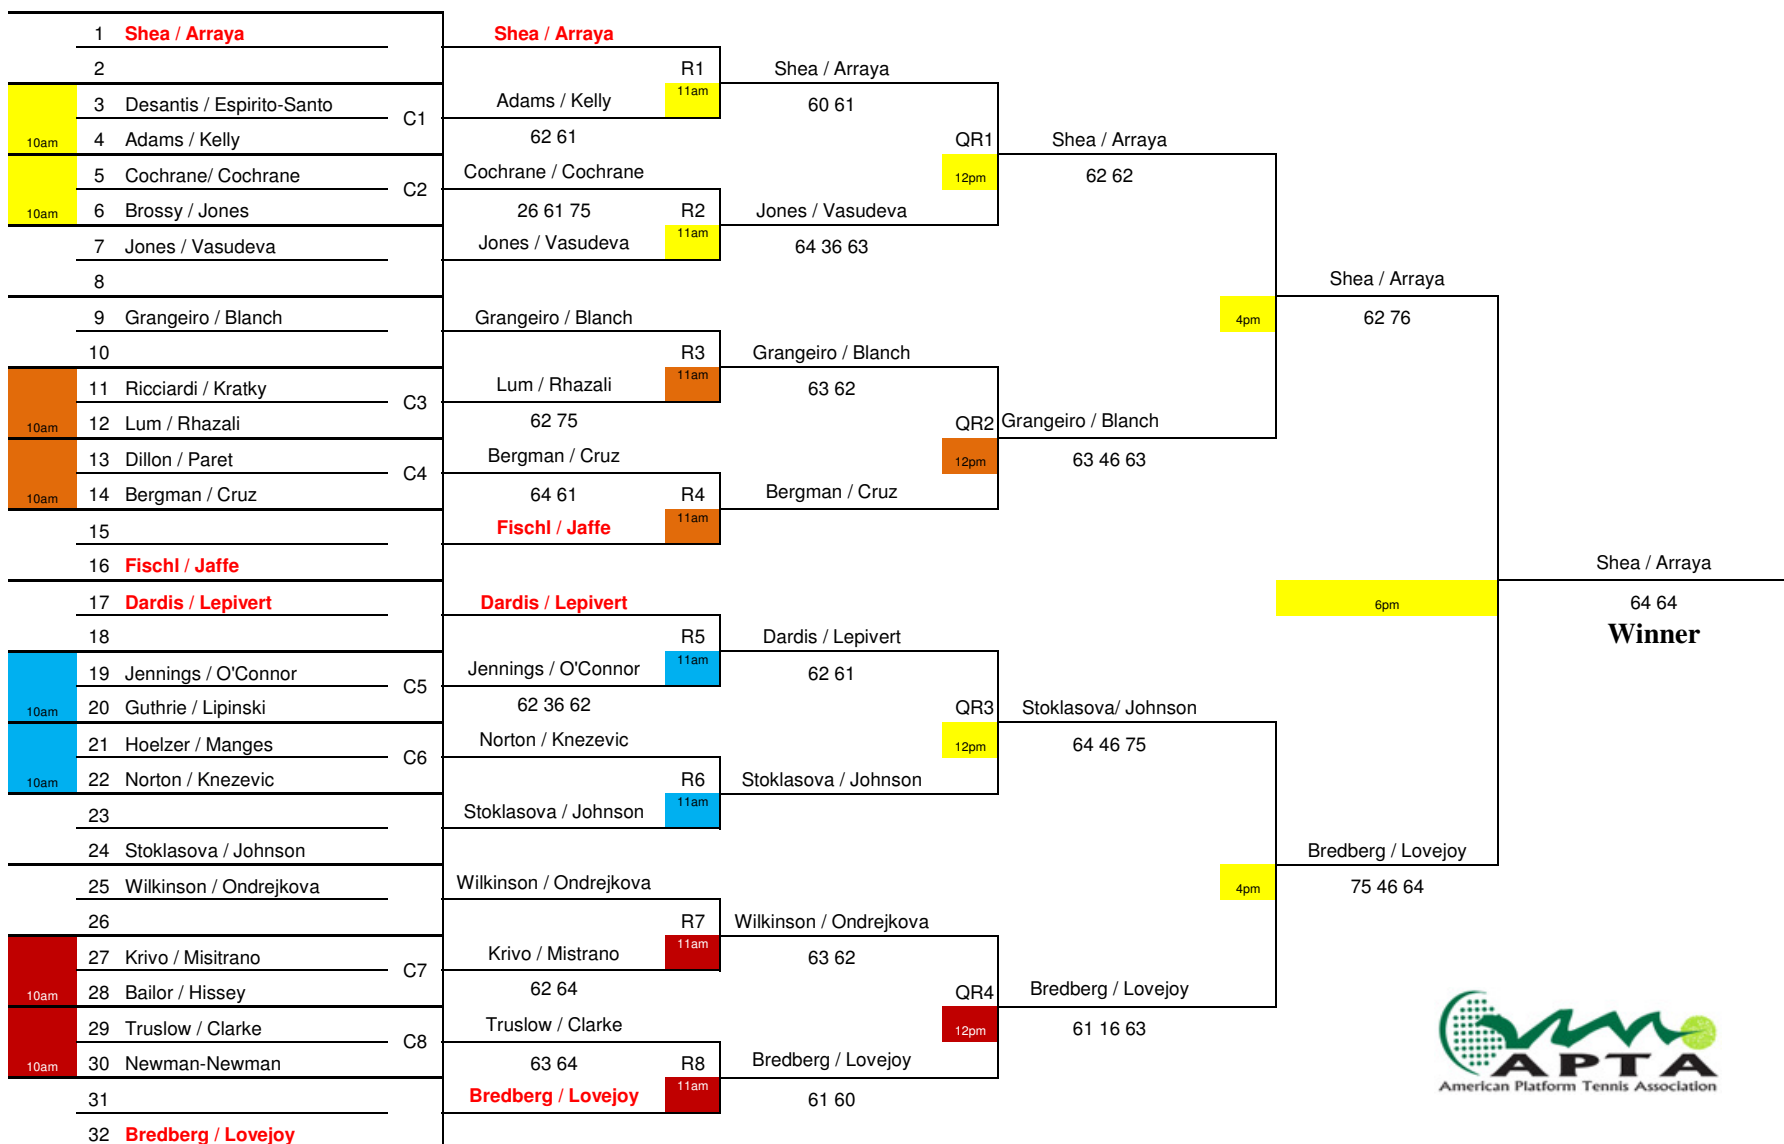 1 Shea / Arraya Shea / Arraya
2 R1 Shea / Arraya
3 Desantis / Espirito-Santo C1 Adams / Kelly 11am 60 61
10am 4 Adams / Kelly 62 61 QR1 Shea / Arraya
5 Cochrane/ Cochrane C2 Cochrane / Cochrane 12pm 62 62
10am 6 Brossy / Jones 26 61 75 R2 Jones / Vasudeva
7 Jones / Vasudeva Jones / Vasudeva 11am 64 36 63
8 Shea / Arraya
9 Grangeiro / Blanch Grangeiro / Blanch 4pm 62 76
10 R3 Grangeiro / Blanch
11 Ricciardi / Kratky C3 Lum / Rhazali 11am 63 62
10am 12 Lum / Rhazali 62 75 QR2 Grangeiro / Blanch
13 Dillon / Paret C4 Bergman / Cruz 12pm 63 46 63
10am 14 Bergman / Cruz 64 61 R4 Bergman / Cruz
15 Fischl / Jaffe 11am
16 Fischl / Jaffe Shea / Arraya
17 Dardis / Lepivert Dardis / Lepivert 6pm 64 64
18 R5 Dardis / Lepivert Winner
19 Jennings / O'Connor C5 Jennings / O'Connor 11am 62 61
10am 20 Guthrie / Lipinski 62 36 62 QR3 Stoklasova/ Johnson
21 Hoelzer / Manges C6 Norton / Knezevic 12pm 64 46 75
10am 22 Norton / Knezevic R6 Stoklasova / Johnson
23 Stoklasova / Johnson 11am
24 Stoklasova / Johnson Bredberg / Lovejoy
25 Wilkinson / Ondrejkova Wilkinson / Ondrejkova 4pm 75 46 64
26 R7 Wilkinson / Ondrejkova
27 Krivo / Misitrano C7 Krivo / Mistrano 11am 63 62
10am 28 Bailor / Hissey 62 64 QR4 Bredberg / Lovejoy
29 Truslow / Clarke C8 Truslow / Clarke 12pm 61 16 63
10am 30 Newman-Newman 63 64 R8 Bredberg / Lovejoy
31 Bredberg / Lovejoy 11am 61 60
32 Bredberg / Lovejoy
APTA
American Platform Tennis Association